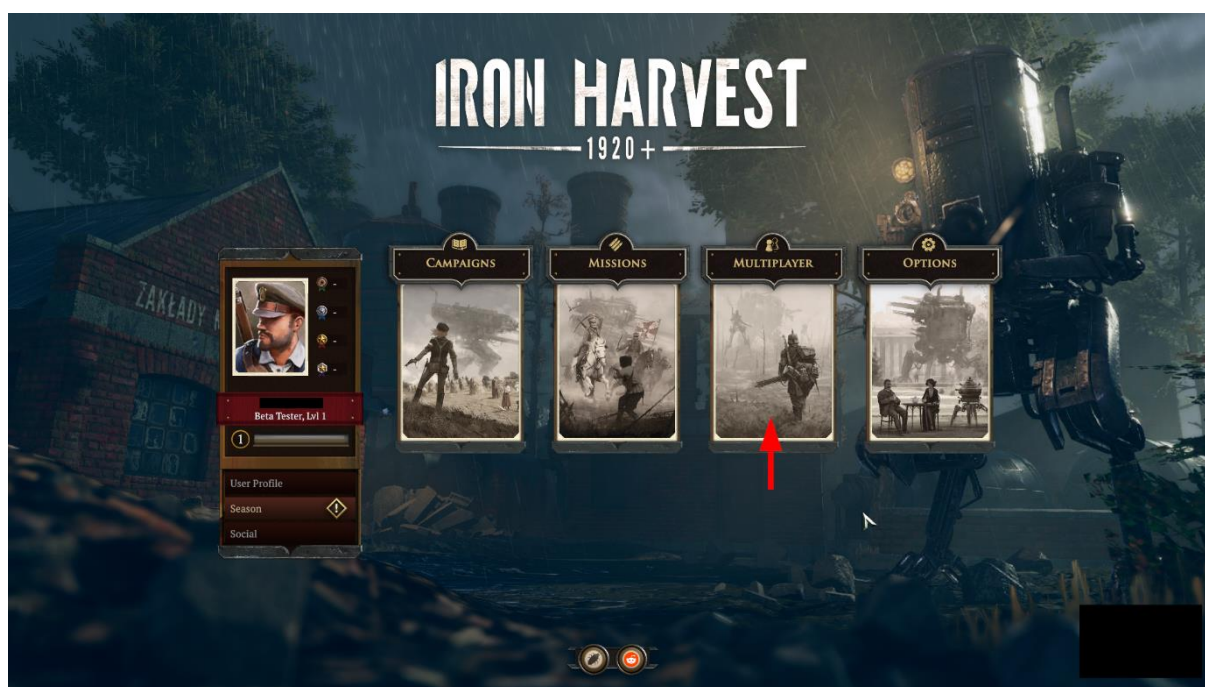 IRON HARVEST
1920+
CAMPAIGNS
MISSIONS
MULTIPLAYER
OPTIONS
ZAKŁADY
Beta Tester, Lvl 1
1
User Profile
Season
Social